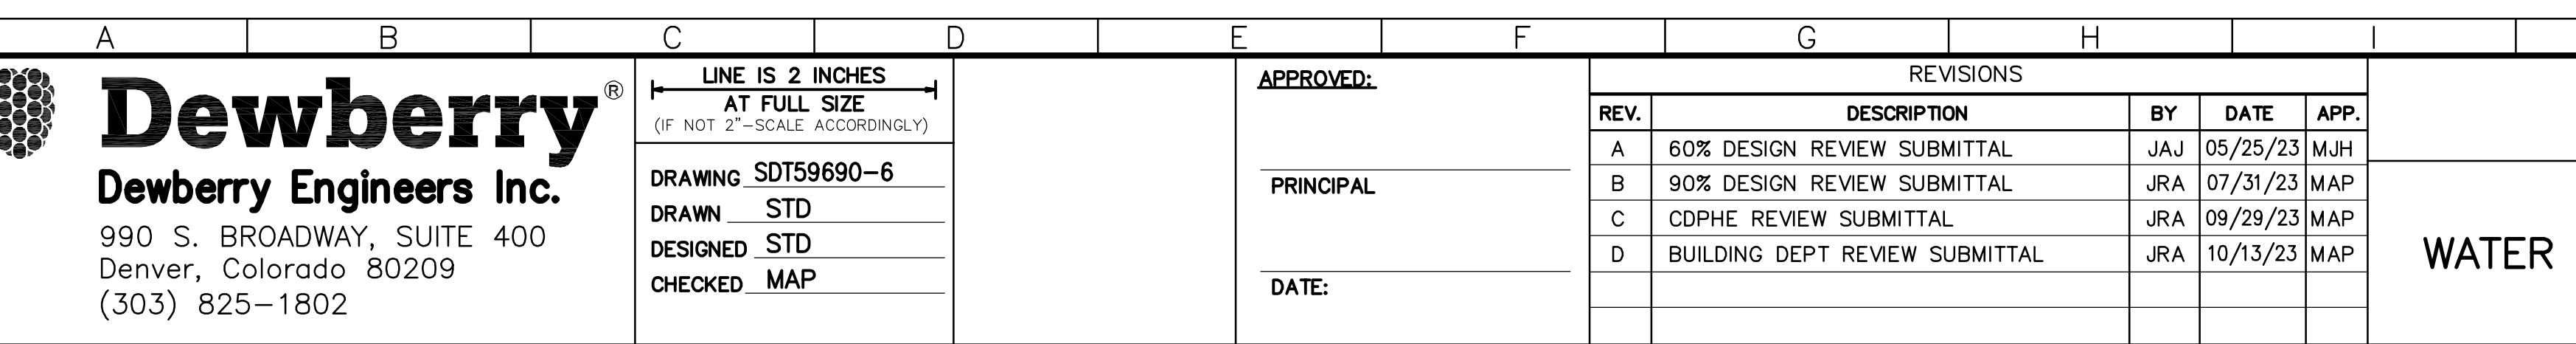 A B C D E F G H I
Dewberry®
Dewberry Engineers Inc.
990 S. BROADWAY, SUITE 400
Denver, Colorado 80209
(303) 825-1802
LINE IS 2 INCHES
AT FULL SIZE
(IF NOT 2"-SCALE ACCORDINGLY)
DRAWING SDT59690-6
DRAWN STD
DESIGNED STD
CHECKED MAP
APPROVED:
PRINCIPAL
DATE:
REVISIONS
REV. DESCRIPTION BY DATE APP.
A 60% DESIGN REVIEW SUBMITTAL JAJ 05/25/23 MJH
B 90% DESIGN REVIEW SUBMITTAL JRA 07/31/23 MAP
C CDPHE REVIEW SUBMITTAL JRA 09/29/23 MAP
D BUILDING DEPT REVIEW SUBMITTAL JRA 10/13/23 MAP
WATER